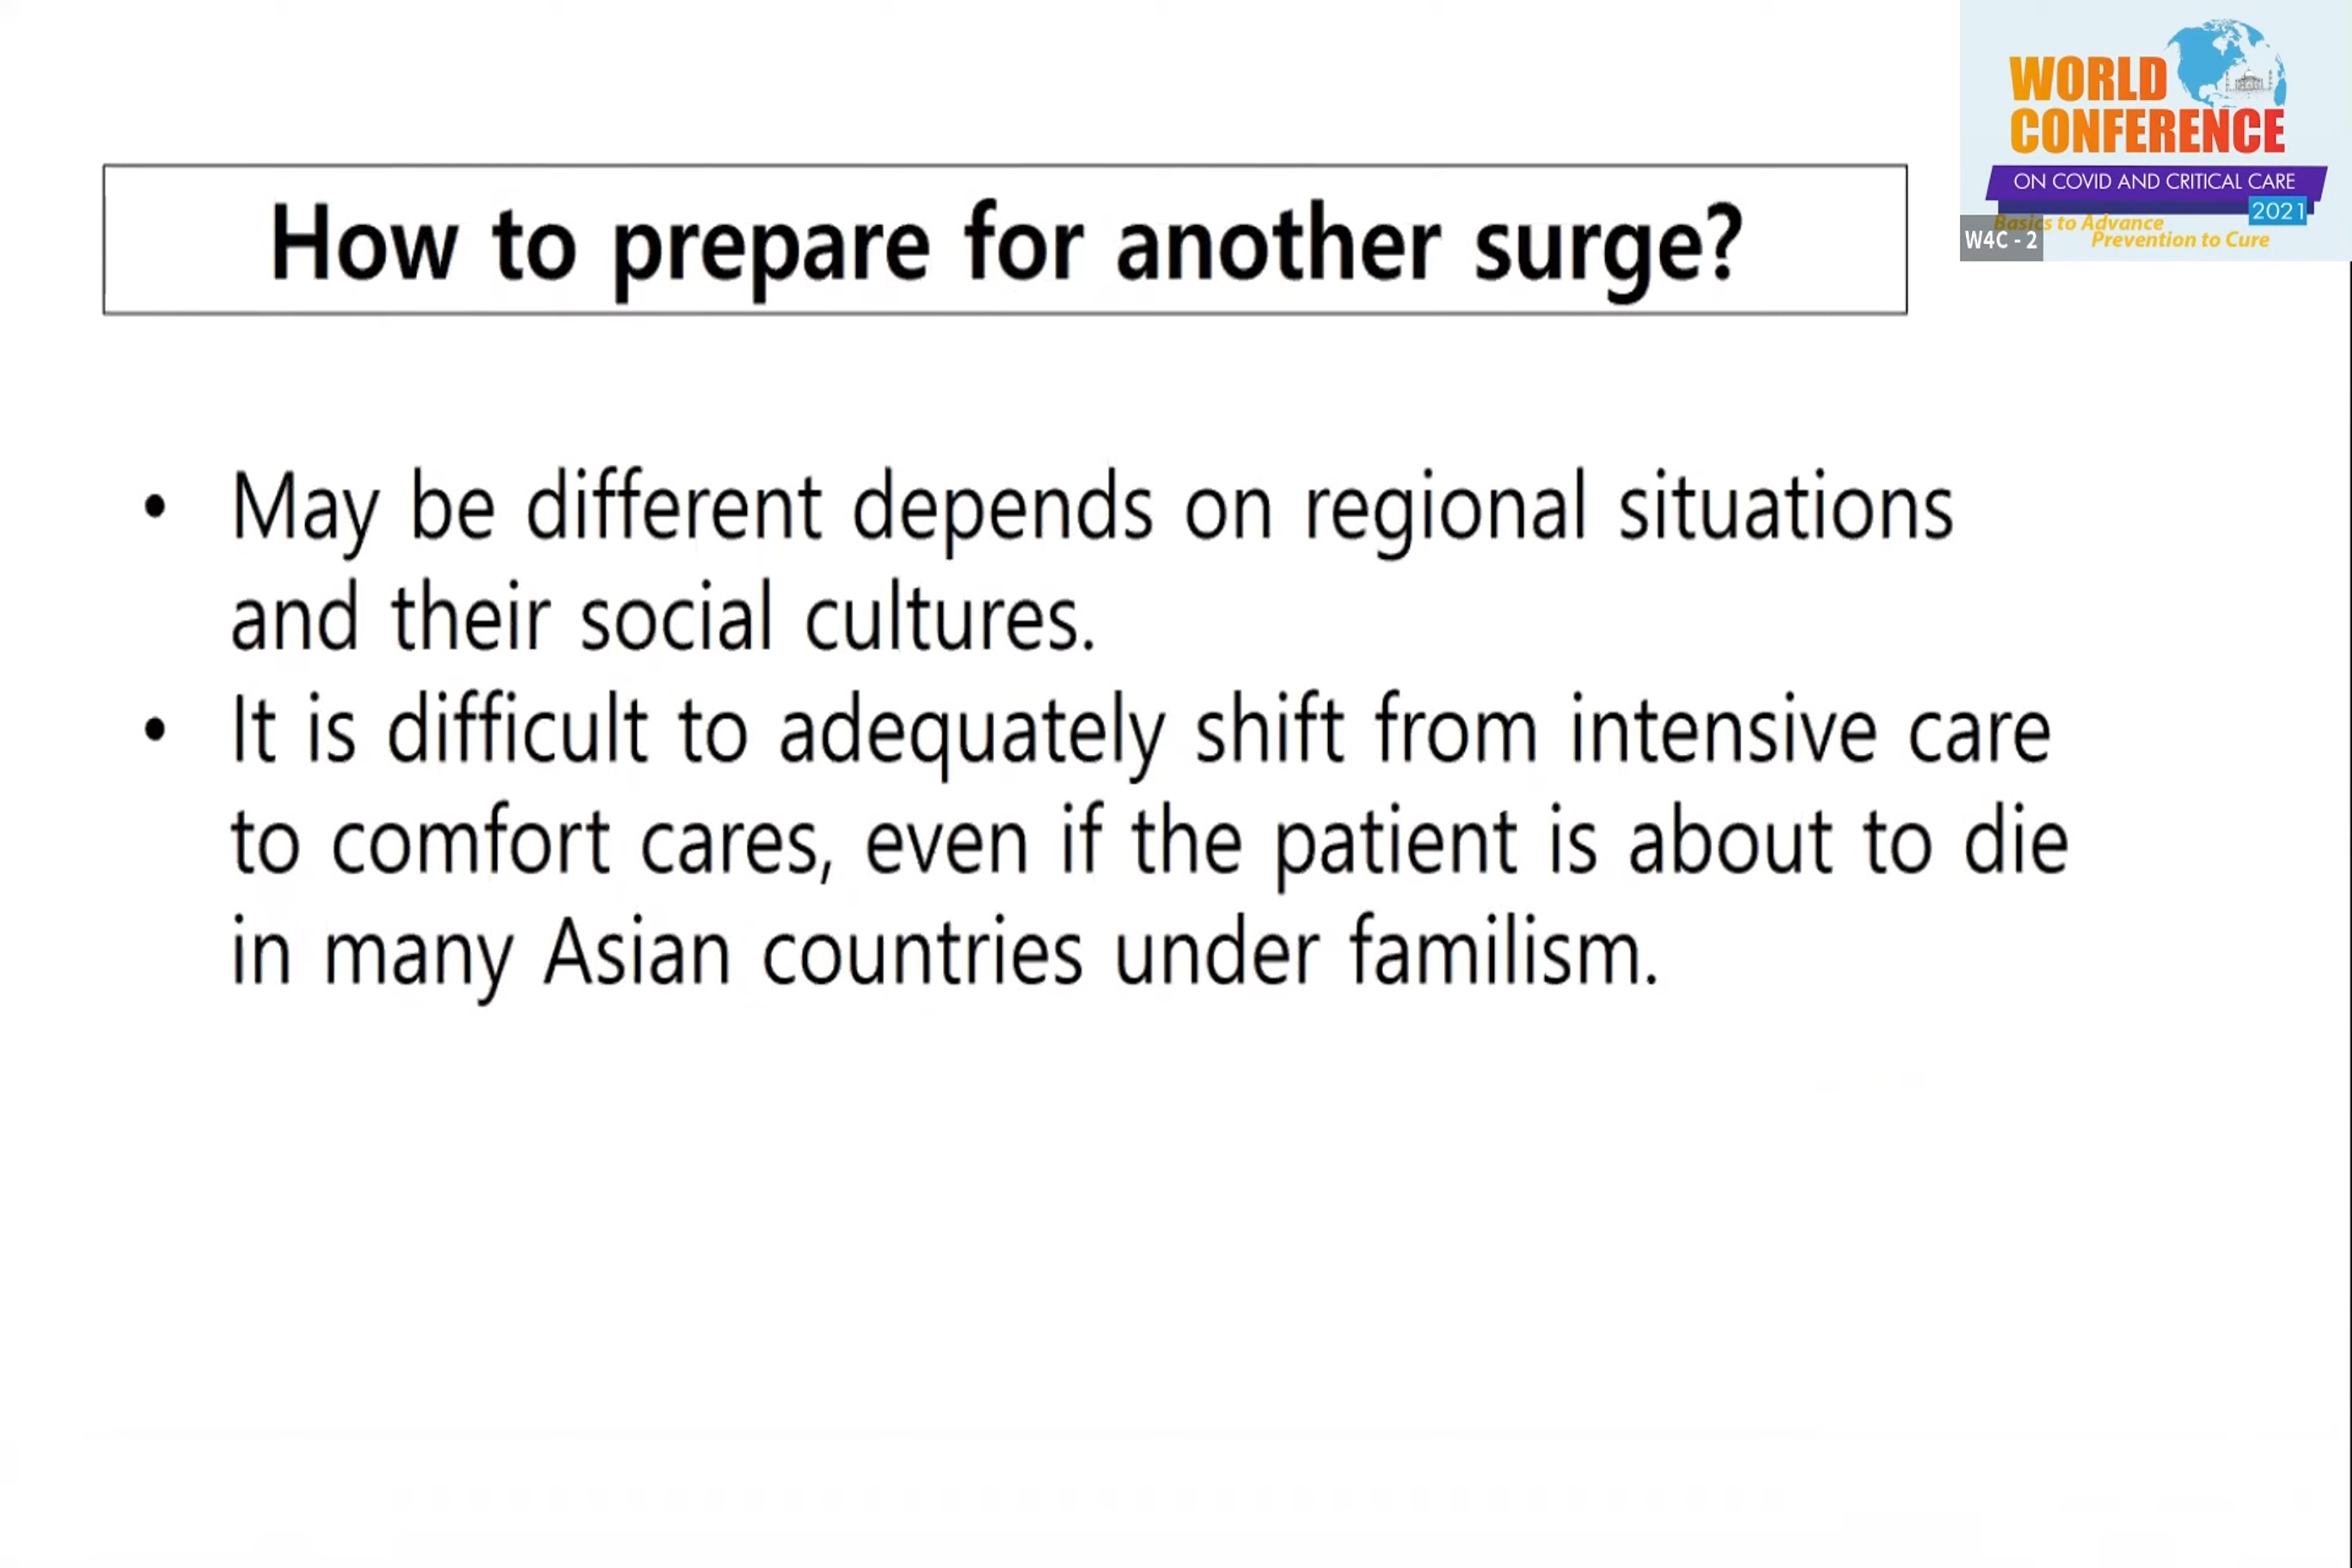 WORLD
CONFERENCE
ON COVID AND CRITICAL CARE
2021
Basics to Advance
Prevention to Cure
W4C - 2
How to prepare for another surge?
• May be different depends on regional situations
and their social cultures.
• It is difficult to adequately shift from intensive care
to comfort cares, even if the patient is about to die
in many Asian countries under familism.